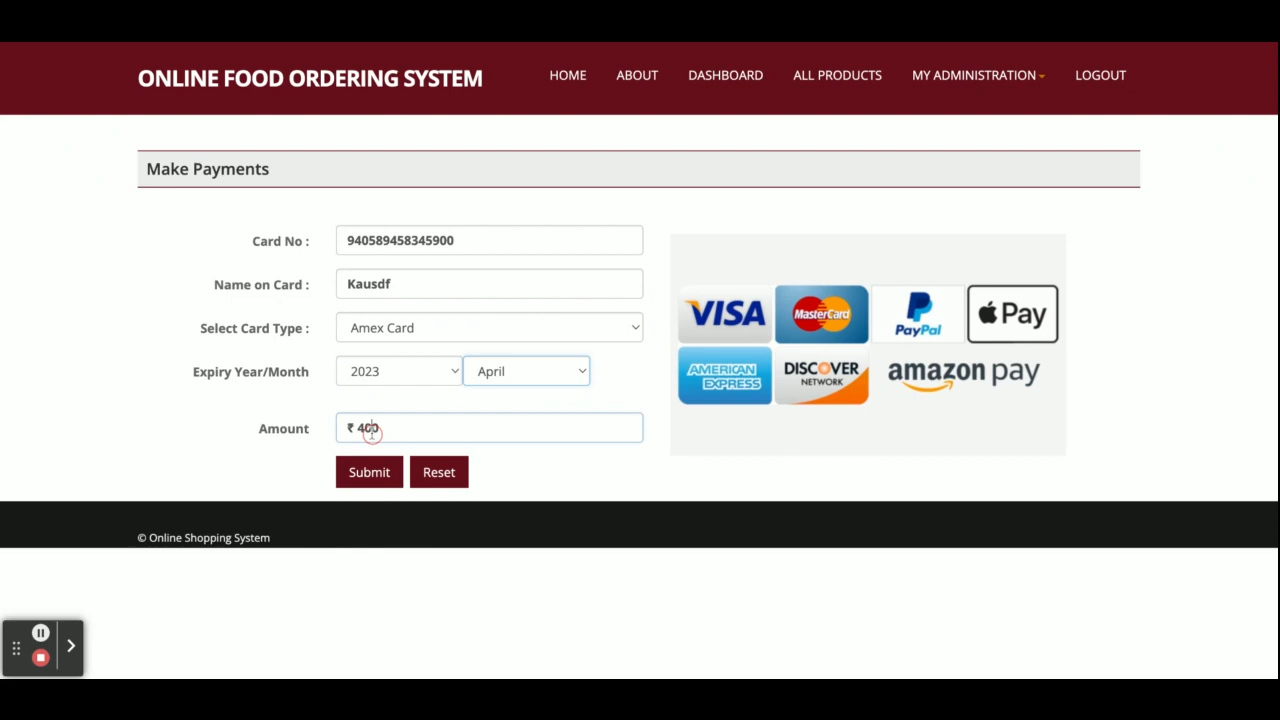 ONLINE FOOD ORDERING SYSTEM HOME ABOUT DASHBOARD ALL PRODUCTS MY ADMINISTRATION LOGOUT
Make Payments
Card No : 940589458345900
Name on Card : Kausdf
Select Card Type : Amex Card
Expiry Year/Month 2023 April
Amount ₹ 400
Submit Reset
VISA MasterCard PayPal Pay
AMERICAN EXPRESS DISCOVER NETWORK amazon pay
© Online Shopping System